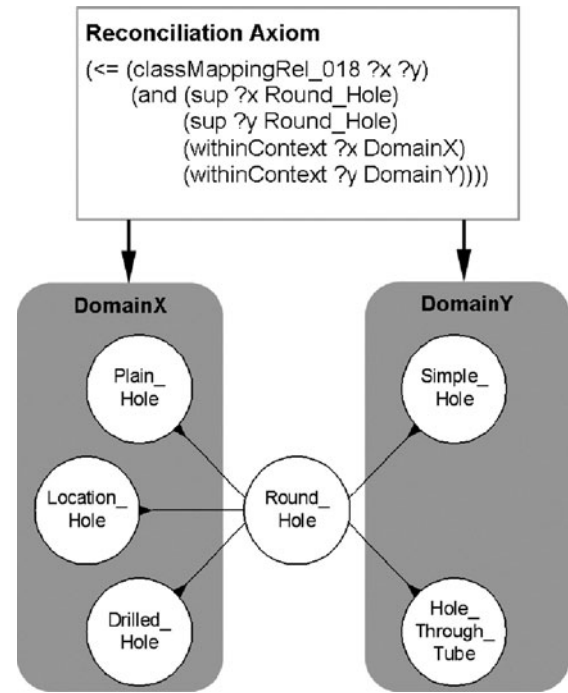 Reconciliation Axiom
(<= (classMappingRel_018 ?x ?y)
(and (sup ?x Round_Hole)
(sup ?y Round_Hole)
(withinContext ?x DomainX)
(withinContext ?y DomainY))))
DomainX
DomainY
Plain_
Hole
Simple_
Hole
Location_
Hole
Round_
Hole
Drilled_
Hole
Hole_
Through_
Tube